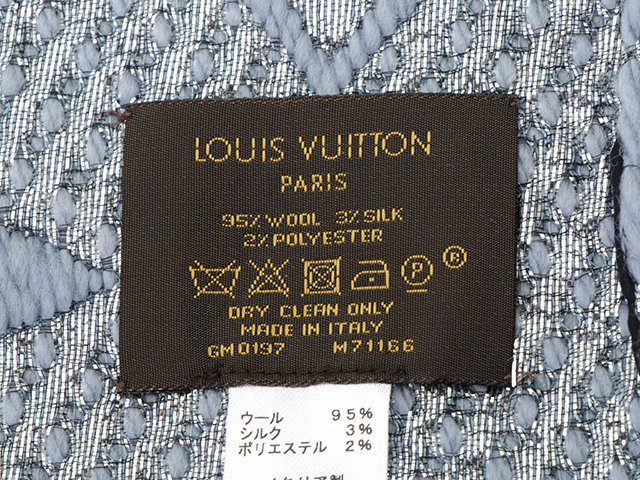 LOUIS VUITTON
PARIS
95% WOOL 3% SILK
2% POLYESTER
P ®
DRY CLEAN ONLY
MADE IN ITALY
GM0197 M71166
ウール 95%
シルク 3%
ポリエステル 2%